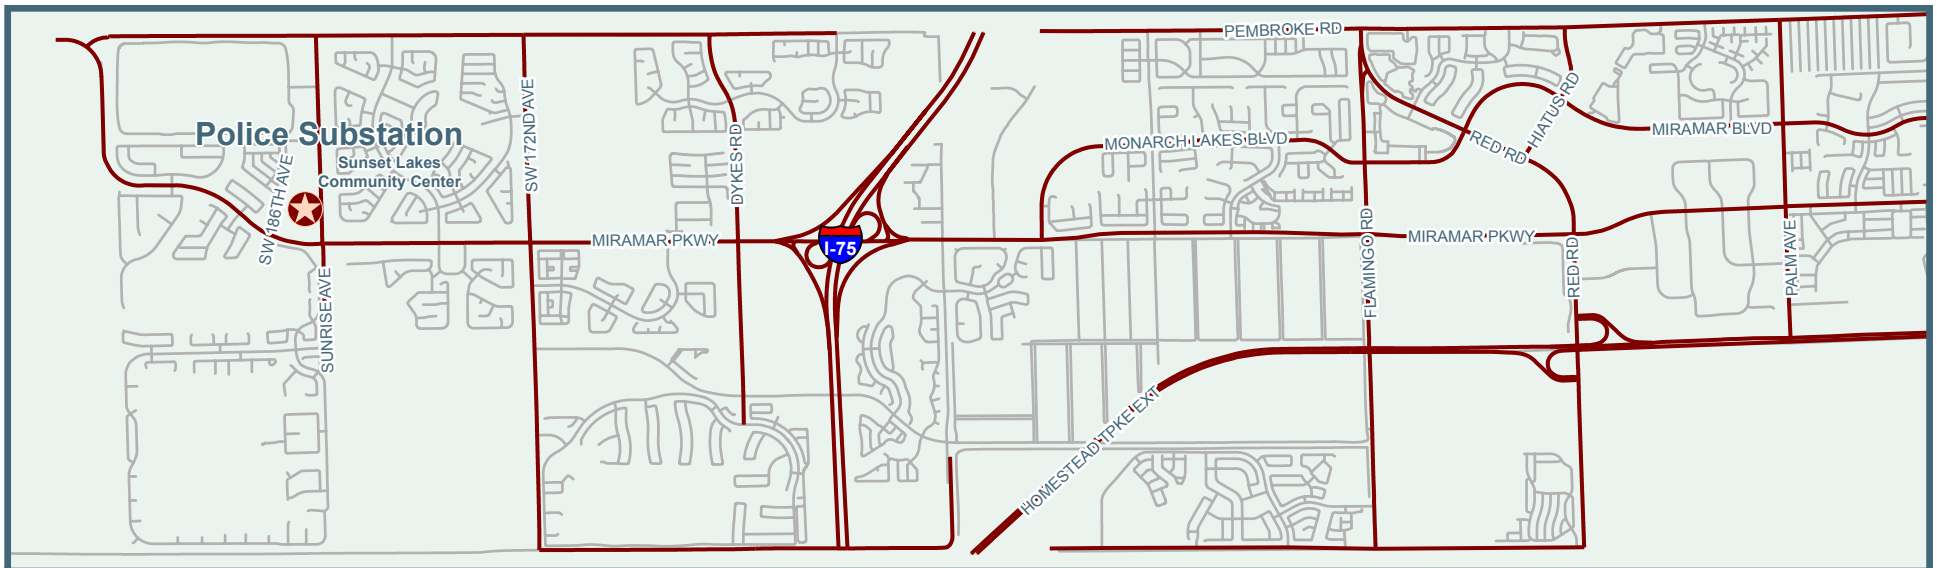 PEMBROKE RD
Police Substation
Sunset Lakes
Community Center
SW 186TH AVE
SUNRISE AVE
SW 172ND AVE
DYKES RD
MIRAMAR PKWY
I-75
MONARCH LAKES BLVD
FLAMINGO RD
RED RD
HIATUS RD
MIRAMAR BLVD
MIRAMAR PKWY
RED RD
PALM AVE
HOMESTEAD TPKE EXT